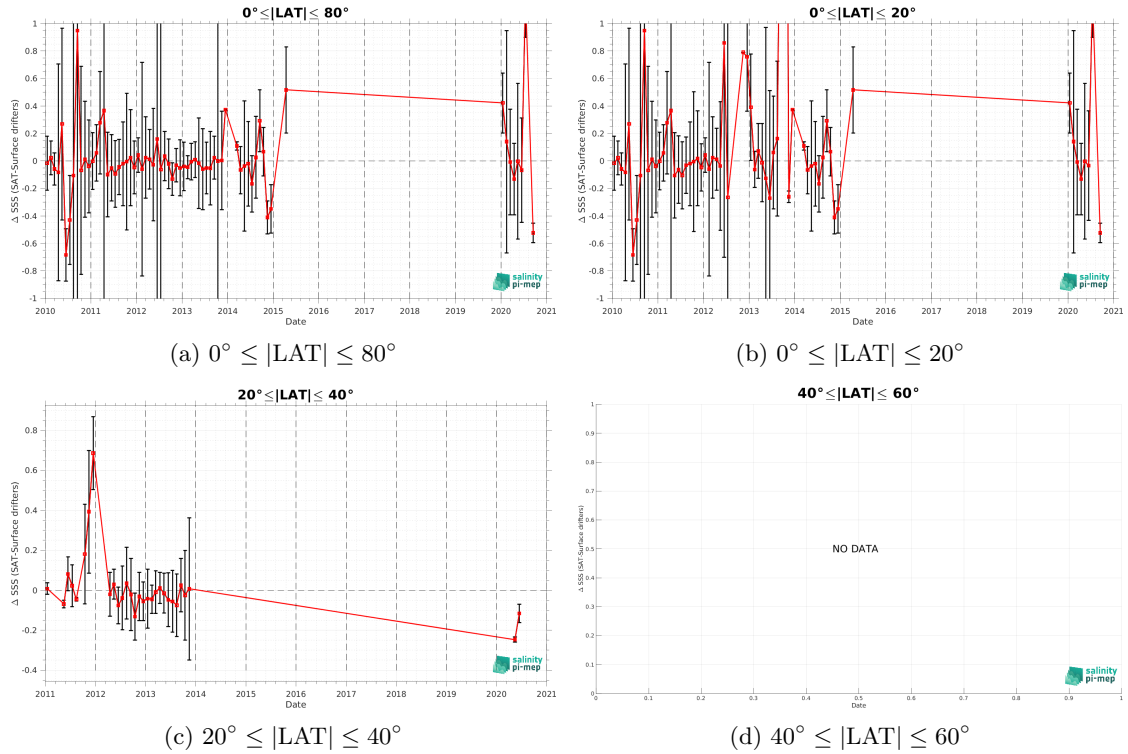 0°≤|LAT|≤ 80°
1
0.8
0.6
0.4
0.2
0
-0.2
-0.4
-0.6
-0.8
-1
Δ SSS (SAT-Surface drifters)
2010 2011 2012 2013 2014 2015 2016 2017 2018 2019 2020 2021
Date
salinity
pi-mep
(a) 0° ≤ |LAT| ≤ 80°
0°≤|LAT|≤ 20°
1
0.8
0.6
0.4
0.2
0
-0.2
-0.4
-0.6
-0.8
-1
Δ SSS (SAT-Surface drifters)
2010 2011 2012 2013 2014 2015 2016 2017 2018 2019 2020 2021
Date
salinity
pi-mep
(b) 0° ≤ |LAT| ≤ 20°
20°≤|LAT|≤ 40°
0.8
0.6
0.4
0.2
0
-0.2
-0.4
Δ SSS (SAT-Surface drifters)
2011 2012 2013 2014 2015 2016 2017 2018 2019 2020 2021
Date
salinity
pi-mep
(c) 20° ≤ |LAT| ≤ 40°
40°≤|LAT|≤ 60°
1
0.9
0.8
0.7
0.6
0.5
0.4
0.3
0.2
0.1
0
Δ SSS (SAT-Surface drifters)
NO DATA
0 0.1 0.2 0.3 0.4 0.5 0.6 0.7 0.8 0.9 1
Date
salinity
pi-mep
(d) 40° ≤ |LAT| ≤ 60°